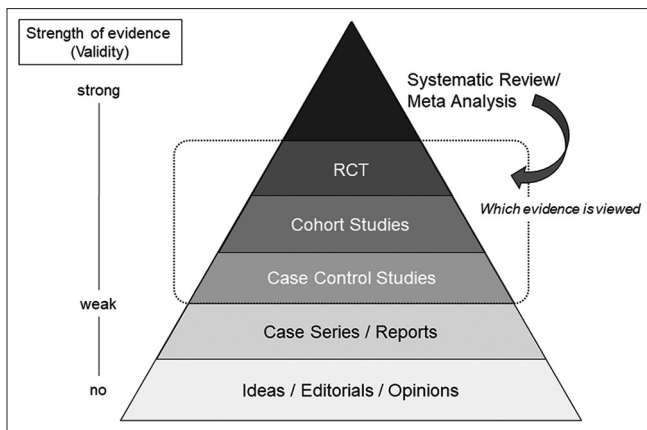 Strength of evidence
(Validity)
strong
Systematic Review/
Meta Analysis
RCT
Which evidence is viewed
Cohort Studies
Case Control Studies
weak
Case Series / Reports
no
Ideas / Editorials / Opinions